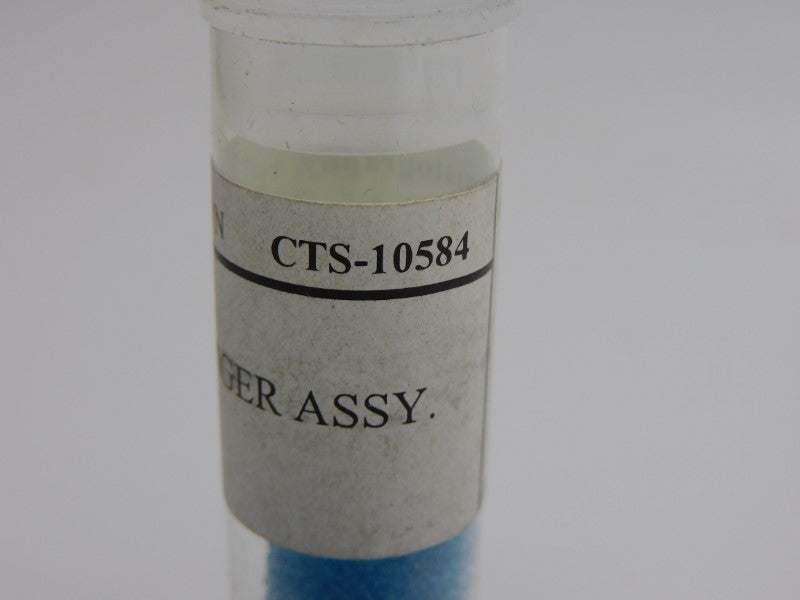 N CTS-10584
GER ASSY.